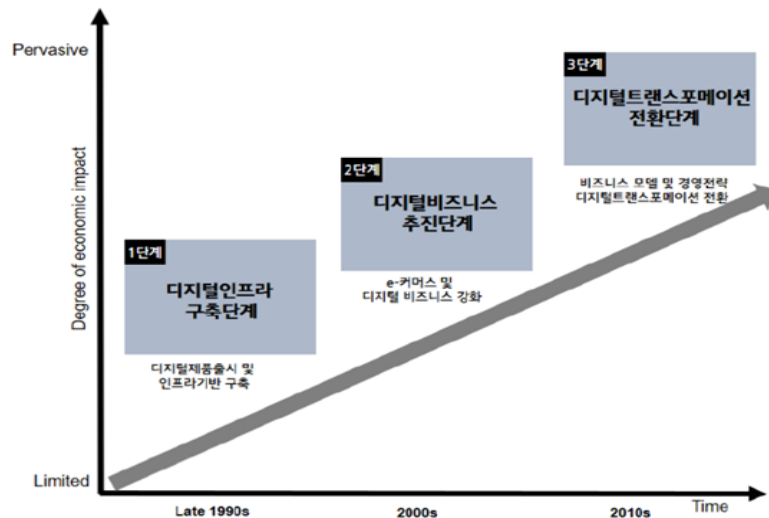 Pervasive
Degree of economic impact
Limited
1단계
디지털인프라
구축단계
디지털제품출시 및
인프라기반 구축
2단계
디지털비즈니스
추진단계
e-커머스 및
디지털 비즈니스 강화
3단계
디지털트랜스포메이션
전환단계
비즈니스 모델 및 경영전략
디지털트랜스포메이션 전환
Late 1990s
2000s
2010s
Time